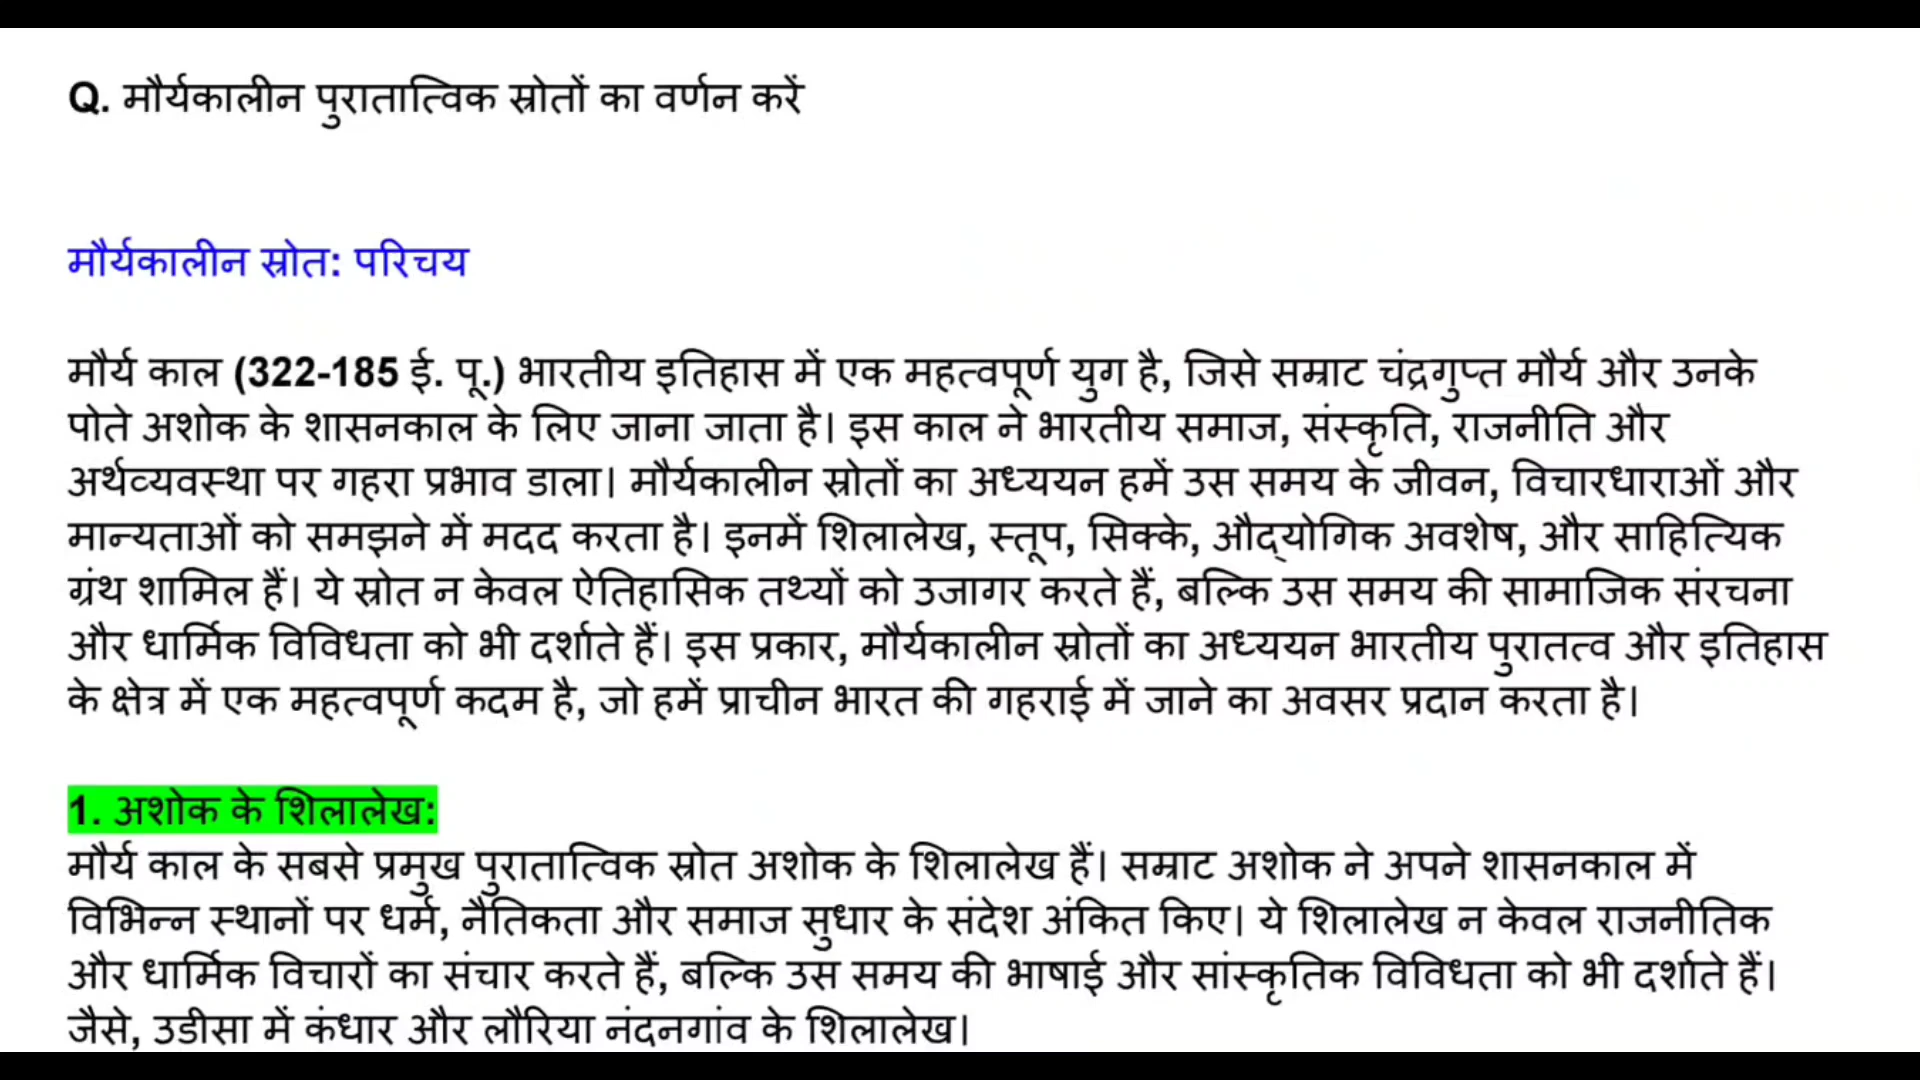 Q. मौर्यकालीन पुरातात्विक स्रोतों का वर्णन करें
मौर्यकालीन स्रोत: परिचय
मौर्य काल (322-185 ई. पू.) भारतीय इतिहास में एक महत्वपूर्ण युग है, जिसे सम्राट चंद्रगुप्त मौर्य और उनके
पोते अशोक के शासनकाल के लिए जाना जाता है। इस काल ने भारतीय समाज, संस्कृति, राजनीति और
अर्थव्यवस्था पर गहरा प्रभाव डाला। मौर्यकालीन स्रोतों का अध्ययन हमें उस समय के जीवन, विचारधाराओं और
मान्यताओं को समझने में मदद करता है। इनमें शिलालेख, स्तूप, सिक्के, औद्योगिक अवशेष, और साहित्यिक
ग्रंथ शामिल हैं। ये स्रोत न केवल ऐतिहासिक तथ्यों को उजागर करते हैं, बल्कि उस समय की सामाजिक संरचना
और धार्मिक विविधता को भी दर्शाते हैं। इस प्रकार, मौर्यकालीन स्रोतों का अध्ययन भारतीय पुरातत्व और इतिहास
के क्षेत्र में एक महत्वपूर्ण कदम है, जो हमें प्राचीन भारत की गहराई में जाने का अवसर प्रदान करता है।
1. अशोक के शिलालेख:
मौर्य काल के सबसे प्रमुख पुरातात्विक स्रोत अशोक के शिलालेख हैं। सम्राट अशोक ने अपने शासनकाल में
विभिन्न स्थानों पर धर्म, नैतिकता और समाज सुधार के संदेश अंकित किए। ये शिलालेख न केवल राजनीतिक
और धार्मिक विचारों का संचार करते हैं, बल्कि उस समय की भाषाई और सांस्कृतिक विविधता को भी दर्शाते हैं।
जैसे, उडीसा में कंधार और लौरिया नंदनगांव के शिलालेख।